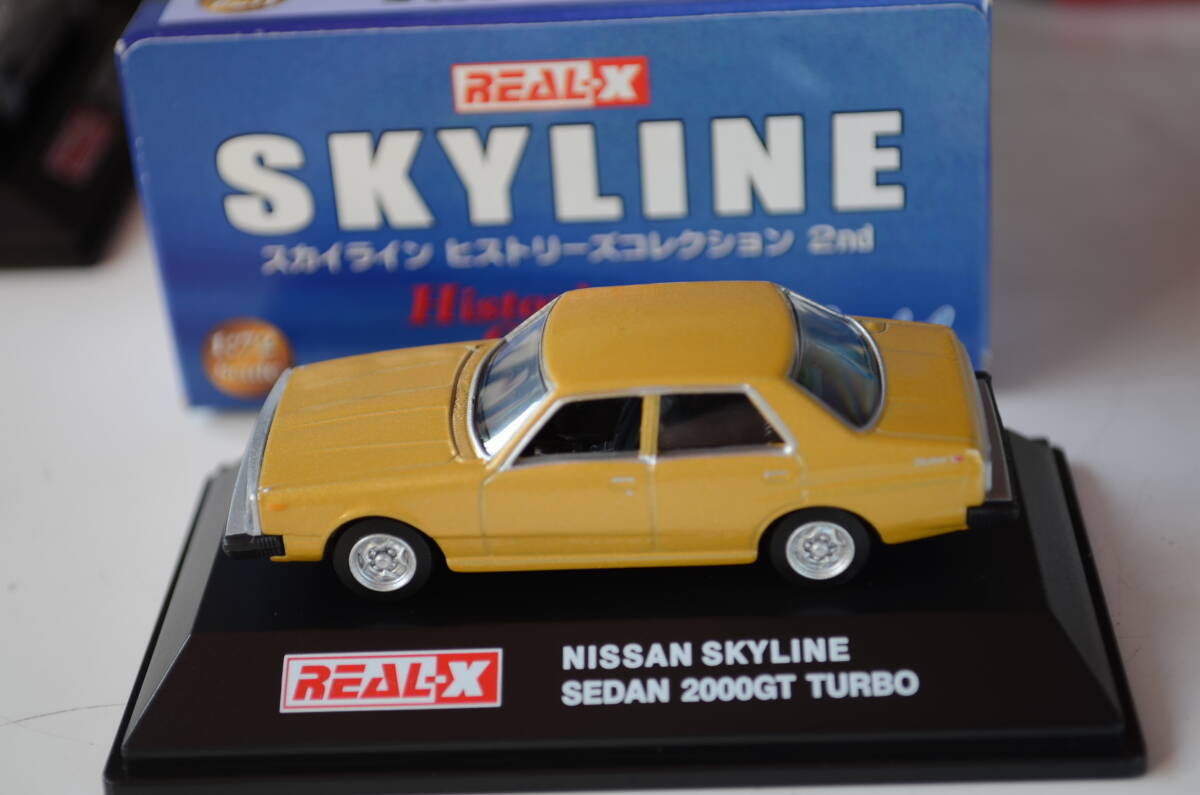 REAL-X
SKYLINE
スカイライン ヒストリーズコレクション 2nd
REAL-X
NISSAN SKYLINE
SEDAN 2000GT TURBO